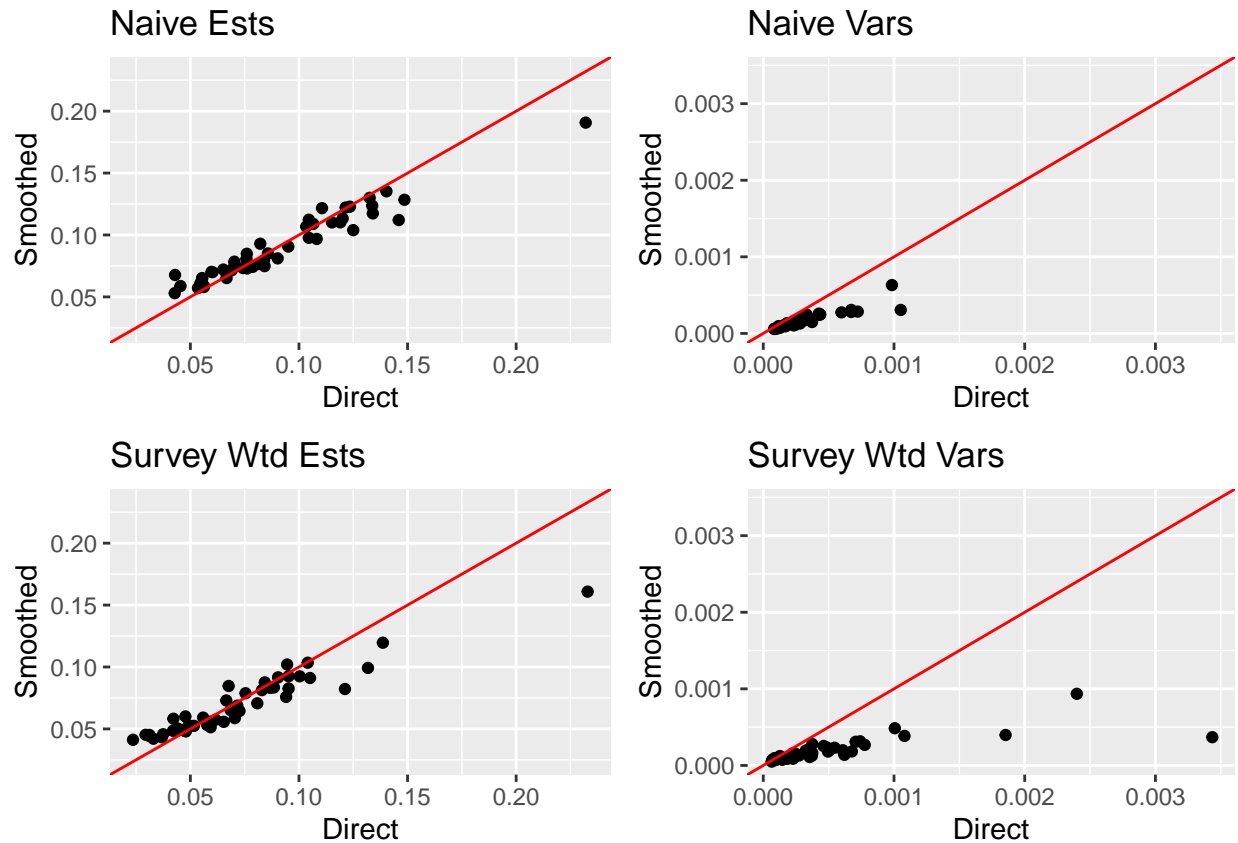 Naive Ests
Smoothed
0.20
0.15
0.10
0.05
0.05 0.10 0.15 0.20
Direct
Naive Vars
Smoothed
0.003
0.002
0.001
0.000
0.000 0.001 0.002 0.003
Direct
Survey Wtd Ests
Smoothed
0.20
0.15
0.10
0.05
0.05 0.10 0.15 0.20
Direct
Survey Wtd Vars
Smoothed
0.003
0.002
0.001
0.000
0.000 0.001 0.002 0.003
Direct